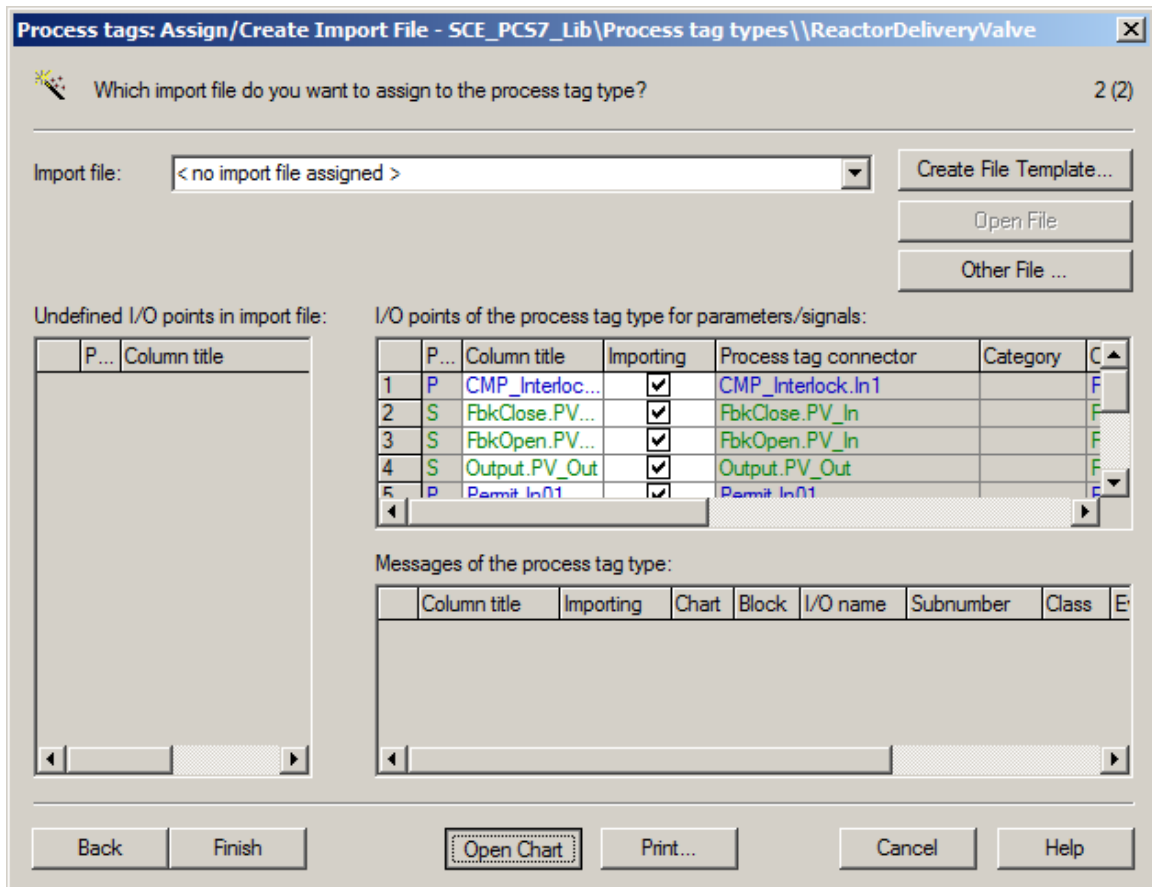 Process tags: Assign/Create Import File - SCE_PCS7_Lib\Process tag types\\ReactorDeliveryValve
Which import file do you want to assign to the process tag type? 2 (2)
Import file: < no import file assigned > Create File Template...
Open File
Other File ...
Undefined I/O points in import file: I/O points of the process tag type for parameters/signals:
P... Column title
P... Column title Importing Process tag connector Category
1 P CMP_Interloc... CMP_Interlock.In1
2 S FbkClose.PV... FbkClose.PV_In
3 S FbkOpen.PV... FbkOpen.PV_In
4 S Output.PV_Out Output.PV_Out
5 P Permit.In01 Permit.In01
Messages of the process tag type:
Column title Importing Chart Block I/O name Subnumber Class
Back Finish Open Chart Print... Cancel Help